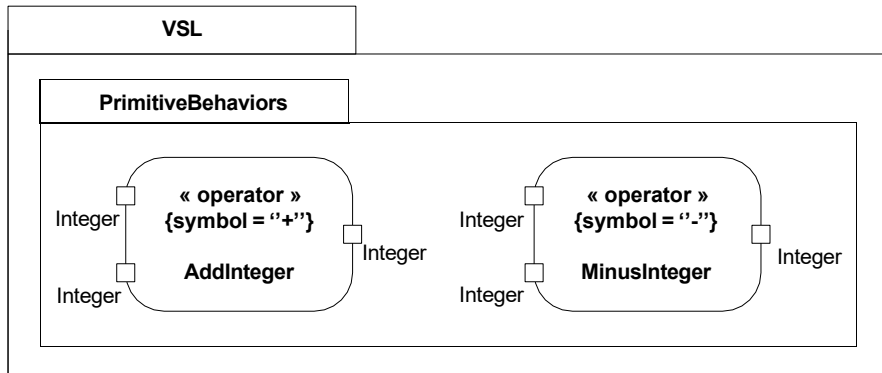 VSL
PrimitiveBehaviors
« operator »
{symbol = ‘’+’’}
AddInteger
Integer
Integer
Integer
« operator »
{symbol = ‘’-’’}
MinusInteger
Integer
Integer
Integer